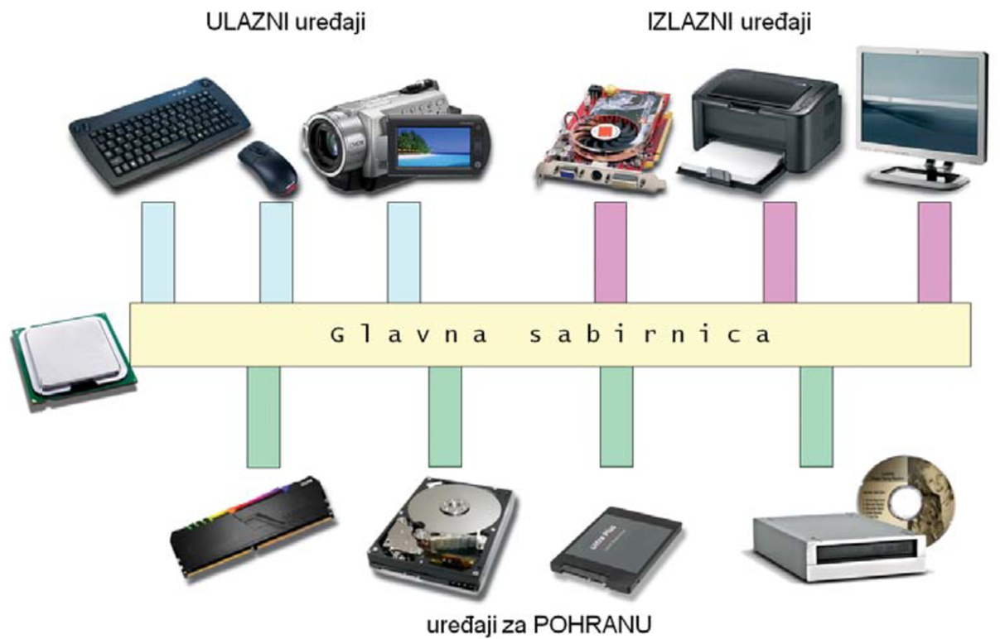 ULAZNI uređaji
IZLAZNI uređaji
Glavna sabirnica
uređaji za POHRANU